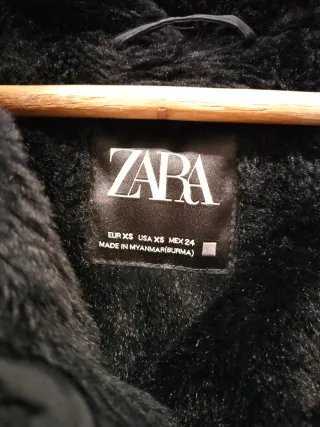 ZARA
EUR XS USA XS MEX 24
MADE IN MYANMAR(BURMA)